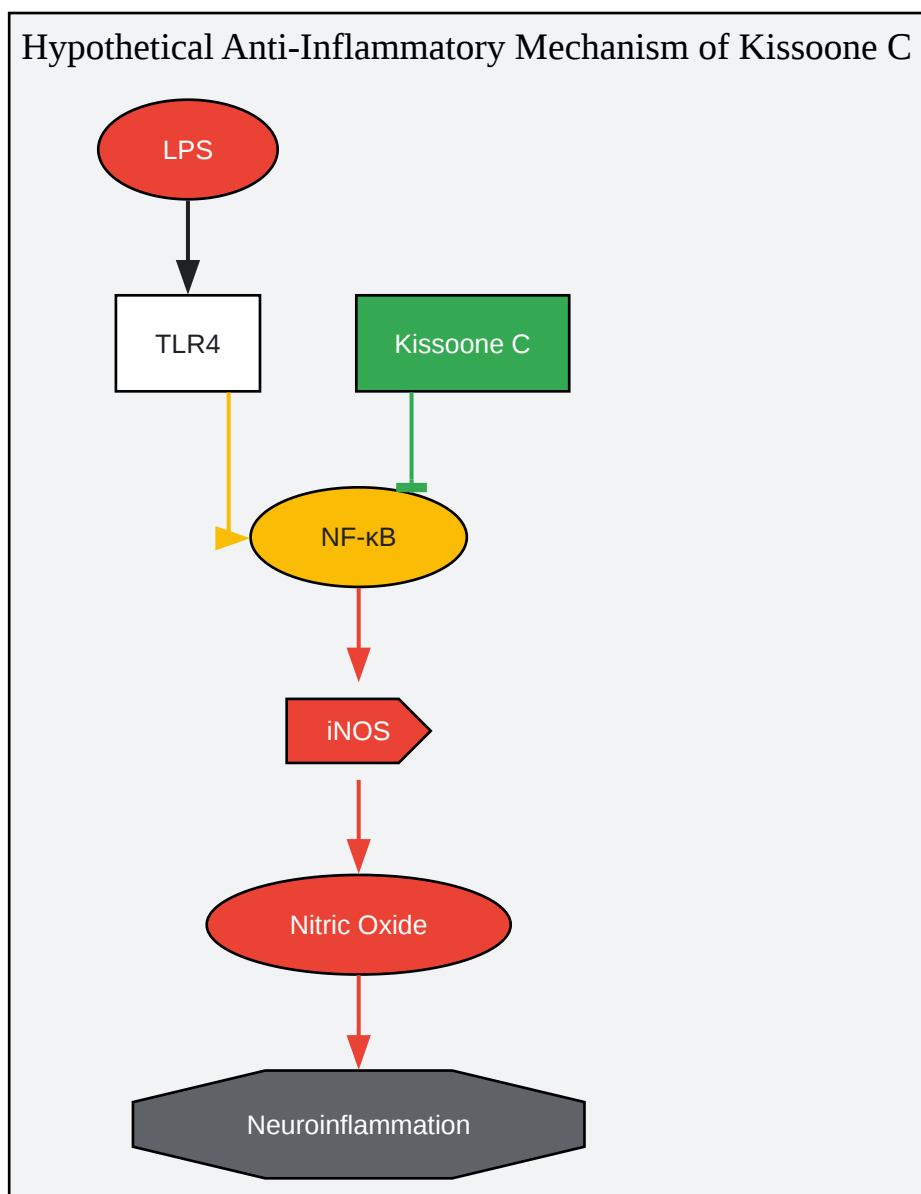 Hypothetical Anti-Inflammatory Mechanism of Kissoone C
LPS
TLR4
Kissoone C
NF-κB
iNOS
Nitric Oxide
Neuroinflammation